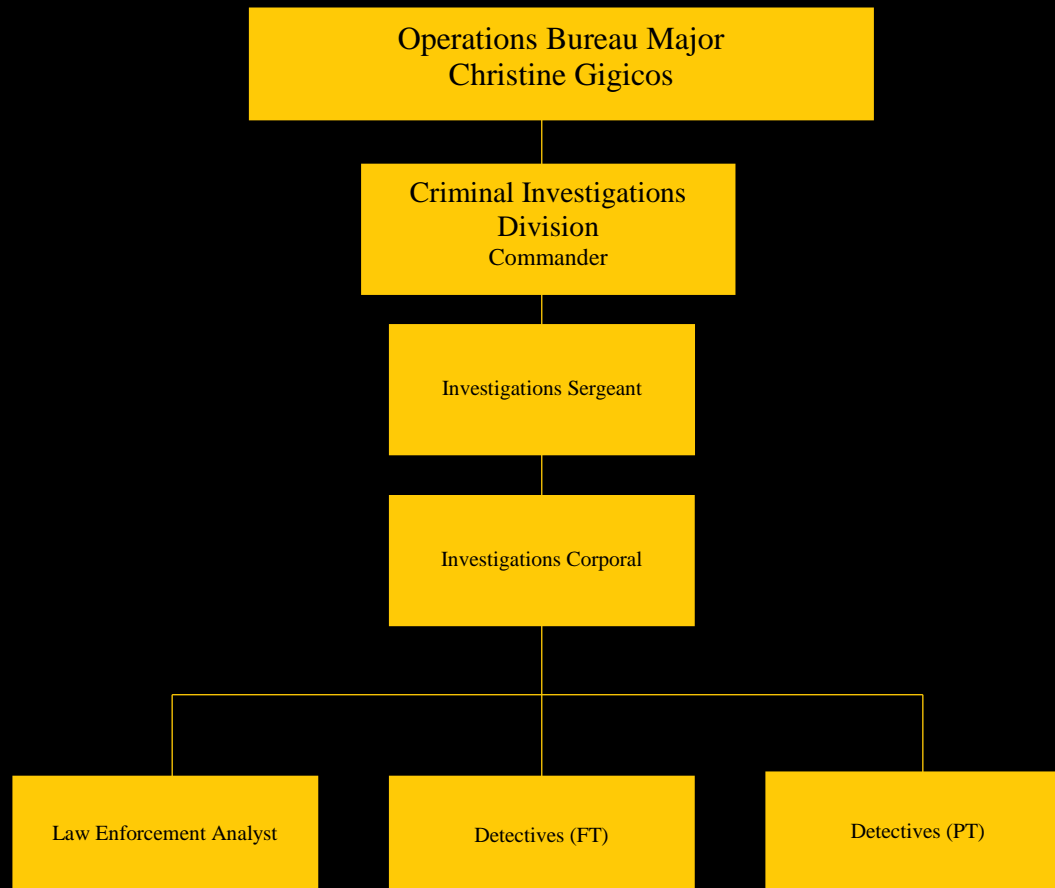 Operations Bureau Major
Christine Gigicos
Criminal Investigations
Division
Commander
Investigations Sergeant
Investigations Corporal
Law Enforcement Analyst
Detectives (FT)
Detectives (PT)